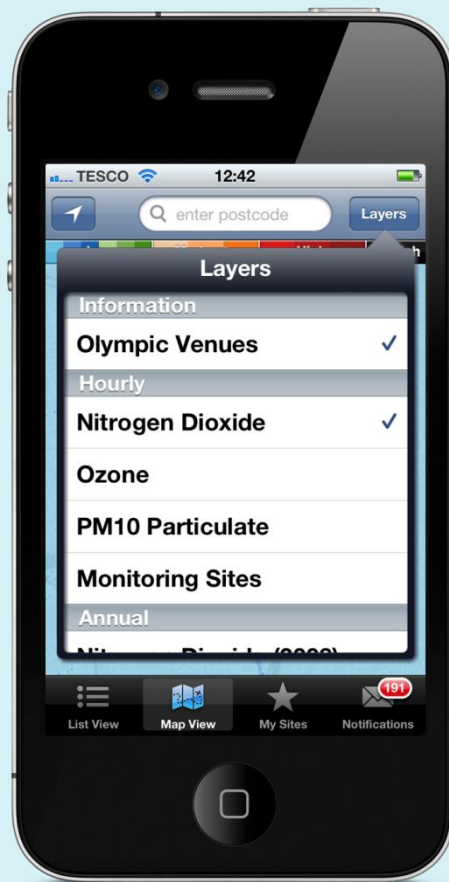 TESCO 12:42
enter postcode
Layers
Layers
Information
Olympic Venues
Hourly
Nitrogen Dioxide
Ozone
PM10 Particulate
Monitoring Sites
Annual
List View Map View My Sites Notifications
191